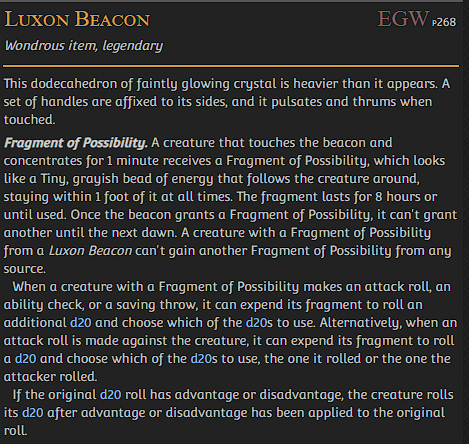 Luxon Beacon EGW p268
Wondrous item, legendary
This dodecahedron of faintly glowing crystal is heavier than it appears. A
set of handles are affixed to its sides, and it pulsates and thrums when
touched.
Fragment of Possibility. A creature that touches the beacon and
concentrates for 1 minute receives a Fragment of Possibility, which looks
like a Tiny, grayish bead of energy that follows the creature around,
staying within 1 foot of it at all times. The fragment lasts for 8 hours or
until used. Once the beacon grants a Fragment of Possibility, it can't grant
another until the next dawn. A creature with a Fragment of Possibility
from a Luxon Beacon can't gain another Fragment of Possibility from any
source.
When a creature with a Fragment of Possibility makes an attack roll, an
ability check, or a saving throw, it can expend its fragment to roll an
additional d20 and choose which of the d20s to use. Alternatively, when an
attack roll is made against the creature, it can expend its fragment to roll
a d20 and choose which of the d20s to use, the one it rolled or the one the
attacker rolled.
If the original d20 roll has advantage or disadvantage, the creature rolls
its d20 after advantage or disadvantage has been applied to the original
roll.